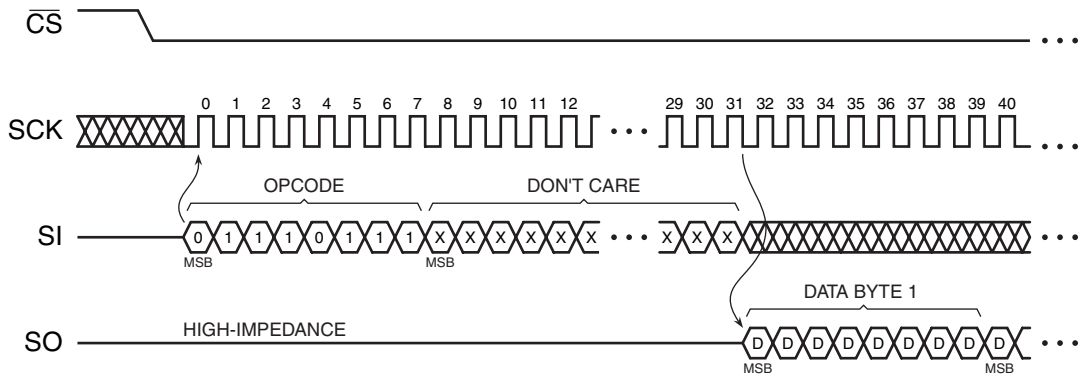 CS
SCK
0 1 2 3 4 5 6 7 8 9 10 11 12 29 30 31 32 33 34 35 36 37 38 39 40
OPCODE DON'T CARE
SI
0 1 1 1 0 1 1 1 X X X X X X X X X
MSB MSB
DATA BYTE 1
SO
HIGH-IMPEDANCE
D D D D D D D D D
MSB MSB